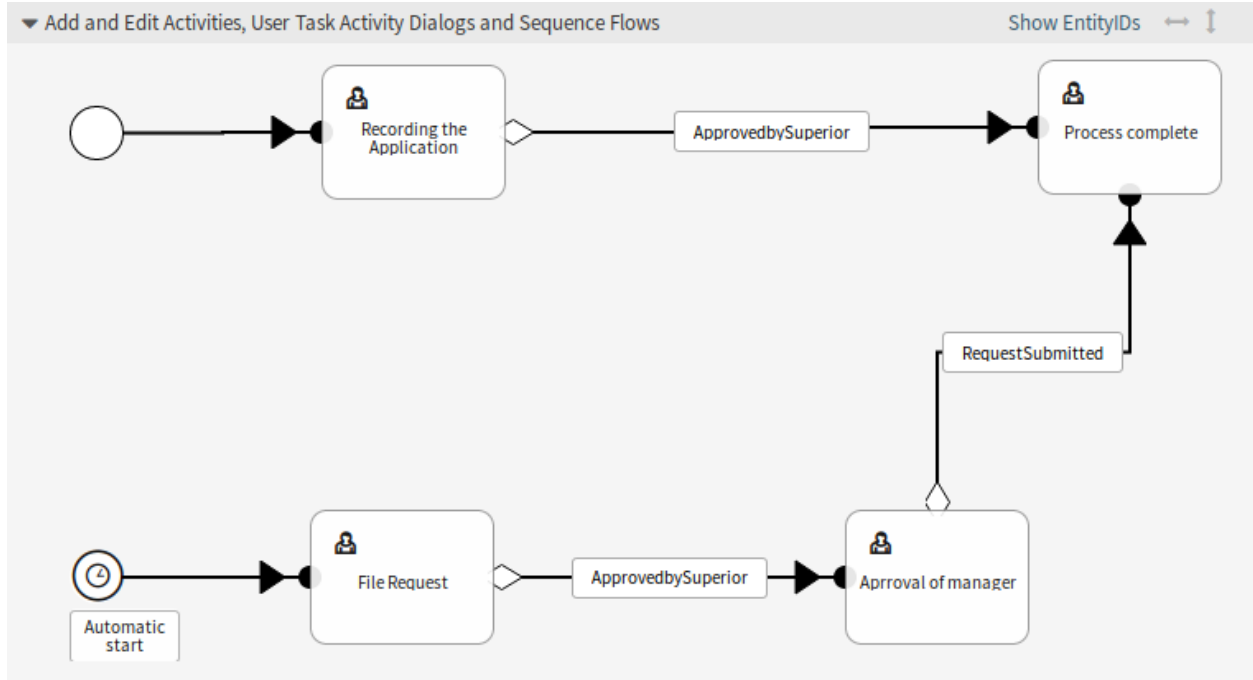 Add and Edit Activities, User Task Activity Dialogs and Sequence Flows
Show EntityIDs
Recording the
Application
ApprovedbySuperior
Process complete
RequestSubmitted
File Request
ApprovedbySuperior
Aprroval of manager
Automatic
start